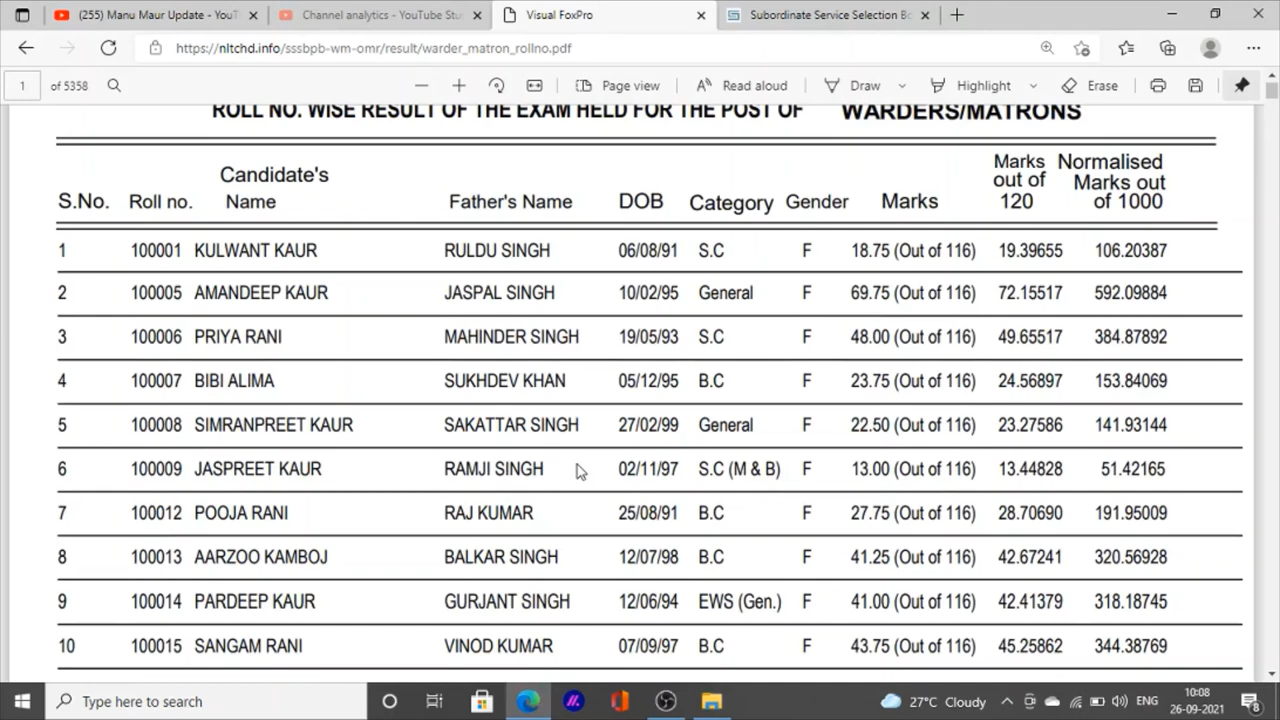 (255) Manu Maur Update - YouT
Channel analytics - YouTube Stu
Visual FoxPro
Subordinate Service Selection Bo
https://nltchd.info/sssbpb-wm-omr/result/warder_matron_rollno.pdf
1 of 5358 Page view Read aloud Draw Highlight Erase
ROLL NO. WISE RESULT OF THE EXAM HELD FOR THE POST OF WARDERS/MATRONS
S.No. Roll no. Candidate's Name Father's Name DOB Category Gender Marks Marks out of 120 Normalised Marks out of 1000
1 100001 KULWANT KAUR RULDU SINGH 06/08/91 S.C F 18.75 (Out of 116) 19.39655 106.20387
2 100005 AMANDEEP KAUR JASPAL SINGH 10/02/95 General F 69.75 (Out of 116) 72.15517 592.09884
3 100006 PRIYA RANI MAHINDER SINGH 19/05/93 S.C F 48.00 (Out of 116) 49.65517 384.87892
4 100007 BIBI ALIMA SUKHDEV KHAN 05/12/95 B.C F 23.75 (Out of 116) 24.56897 153.84069
5 100008 SIMRANPREET KAUR SAKATTAR SINGH 27/02/99 General F 22.50 (Out of 116) 23.27586 141.93144
6 100009 JASPREET KAUR RAMJI SINGH 02/11/97 S.C (M & B) F 13.00 (Out of 116) 13.44828 51.42165
7 100012 POOJA RANI RAJ KUMAR 25/08/91 B.C F 27.75 (Out of 116) 28.70690 191.95009
8 100013 AARZOO KAMBOJ BALKAR SINGH 12/07/98 B.C F 41.25 (Out of 116) 42.67241 320.56928
9 100014 PARDEEP KAUR GURJANT SINGH 12/06/94 EWS (Gen.) F 41.00 (Out of 116) 42.41379 318.18745
10 100015 SANGAM RANI VINOD KUMAR 07/09/97 B.C F 43.75 (Out of 116) 45.25862 344.38769
Type here to search 27°C Cloudy ENG 10:08
26-09-2021 8